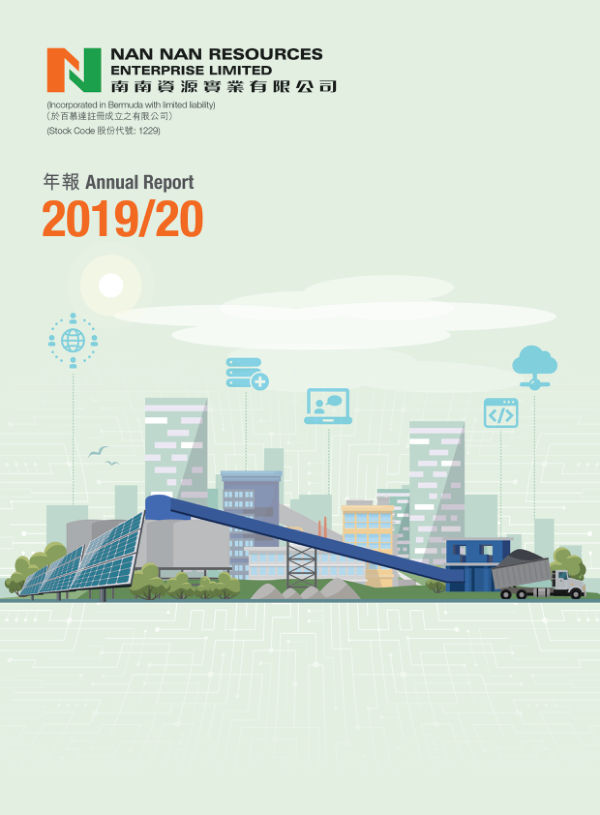 NAN NAN RESOURCES
ENTERPRISE LIMITED
南南資源實業有限公司
(Incorporated in Bermuda with limited liability)
(於百慕達註冊成立之有限公司)
(Stock Code 股份代號: 1229)
年報 Annual Report
2019/20